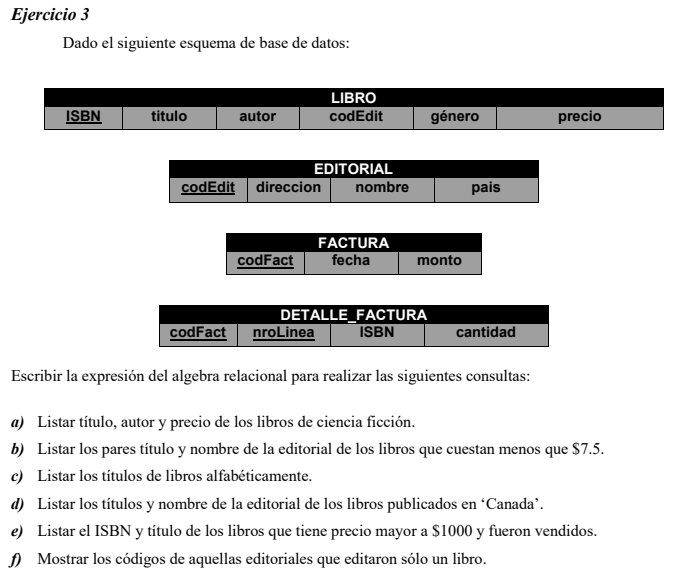 Ejercicio 3
Dado el siguiente esquema de base de datos:
LIBRO
ISBN titulo autor codEdit género precio
EDITORIAL
codEdit direccion nombre pais
FACTURA
codFact fecha monto
DETALLE_FACTURA
codFact nroLinea ISBN cantidad
Escribir la expresión del algebra relacional para realizar las siguientes consultas:
a) Listar título, autor y precio de los libros de ciencia ficción.
b) Listar los pares título y nombre de la editorial de los libros que cuestan menos que $7.5.
c) Listar los títulos de libros alfabéticamente.
d) Listar los títulos y nombre de la editorial de los libros publicados en ‘Canada’.
e) Listar el ISBN y título de los libros que tiene precio mayor a $1000 y fueron vendidos.
f) Mostrar los códigos de aquellas editoriales que editaron sólo un libro.